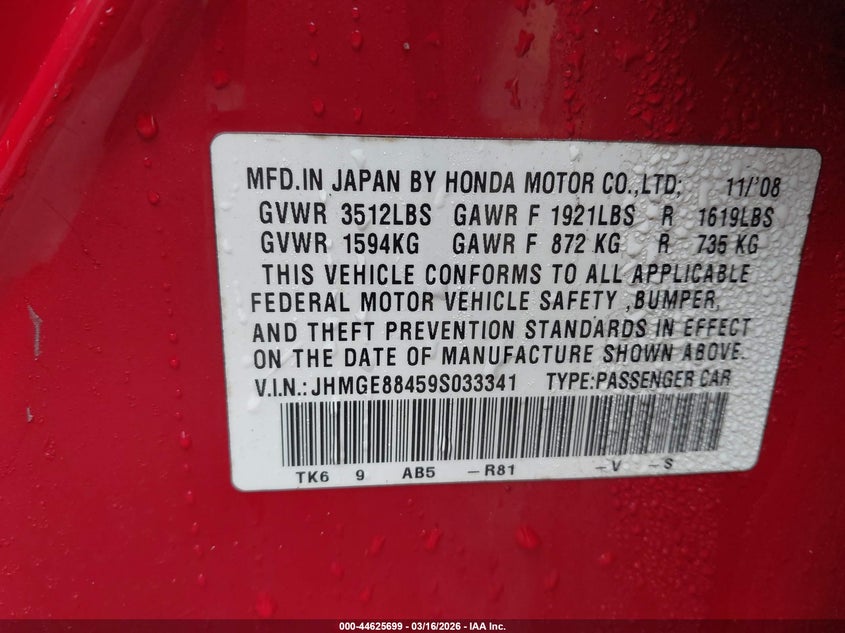 MFD.IN JAPAN BY HONDA MOTOR CO.,LTD; 11/'08
GVWR 3512LBS GAWR F 1921LBS R 1619LBS
GVWR 1594KG GAWR F 872 KG R 735 KG
THIS VEHICLE CONFORMS TO ALL APPLICABLE
FEDERAL MOTOR VEHICLE SAFETY ,BUMPER,
AND THEFT PREVENTION STANDARDS IN EFFECT
ON THE DATE OF MANUFACTURE SHOWN ABOVE.
V.I.N.: JHMGE88459S033341 TYPE:PASSENGER CAR
TK6 9 AB5 -R81 -V -S
000-44625699 - 03/16/2026 - IAA Inc.